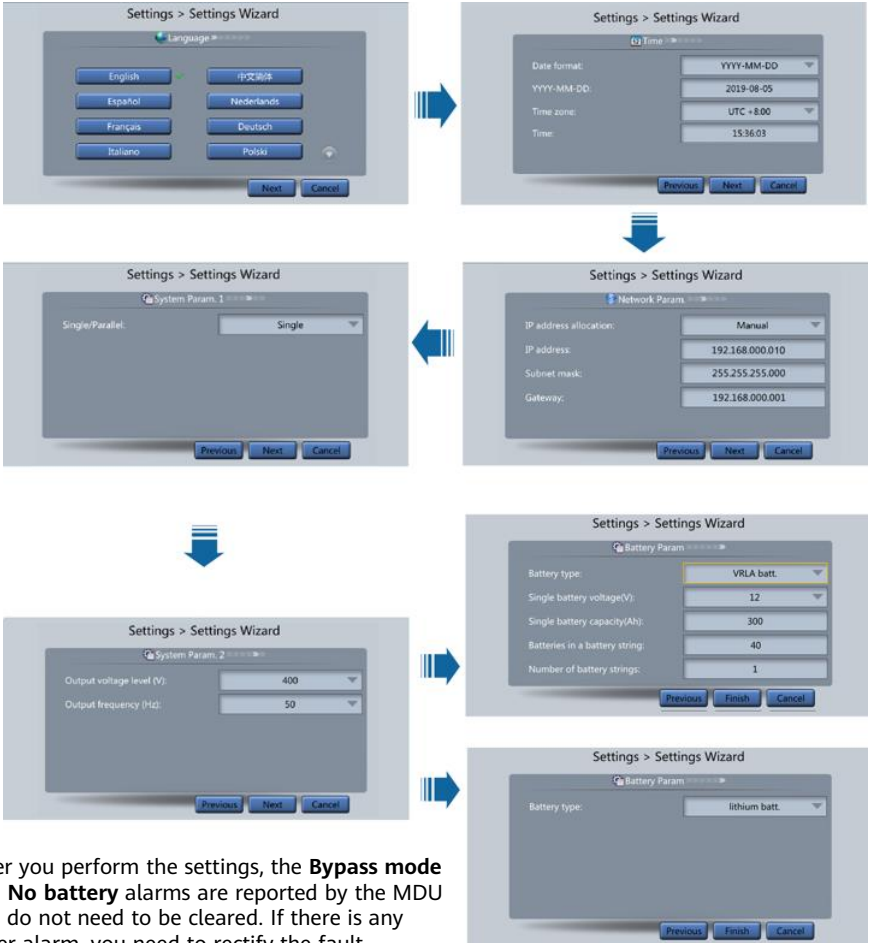 Settings > Settings Wizard
Language
English
中文简体
Español
Nederlands
Français
Deutsch
Italiano
Polski
Next Cancel
Settings > Settings Wizard
Time
Date format: YYYY-MM-DD
YYYY-MM-DD: 2019-08-05
Time zone: UTC +8:00
Time: 15:36:03
Previous Next Cancel
Settings > Settings Wizard
Network Param.
IP address allocation: Manual
IP address: 192.168.000.010
Subnet mask: 255.255.255.000
Gateway: 192.168.000.001
Previous Next Cancel
Settings > Settings Wizard
System Param. 1
Single/Parallel: Single
Previous Next Cancel
Settings > Settings Wizard
System Param. 2
Output voltage level (V): 400
Output frequency (Hz): 50
Previous Next Cancel
Settings > Settings Wizard
Battery Param
Battery type: VRLA batt.
Single battery voltage(V): 12
Single battery capacity(Ah): 300
Batteries in a battery string: 40
Number of battery strings: 1
Previous Finish Cancel
Settings > Settings Wizard
Battery Param
Battery type: lithium batt.
Previous Finish Cancel
er you perform the settings, the Bypass mode
No battery alarms are reported by the MDU
do not need to be cleared. If there is any
er alarm, you need to rectify the fault